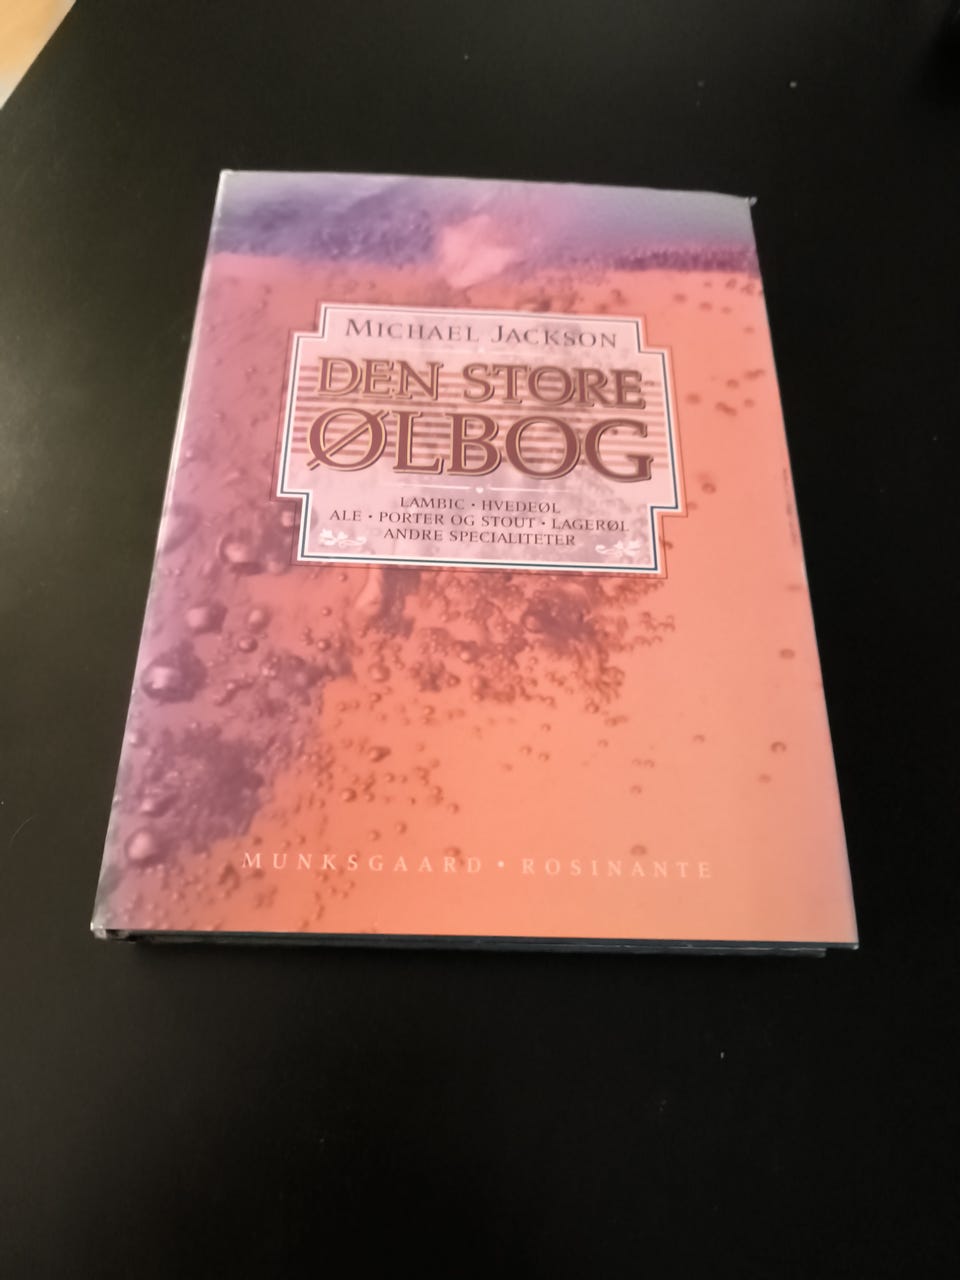 MICHAEL JACKSON
DEN STORE
ØLBOG
LAMBIC • HVEDEØL
ALE • PORTER OG STOUT • LAGERØL
ANDRE SPECIALITETER
MUNKSGAARD • ROSINANTE